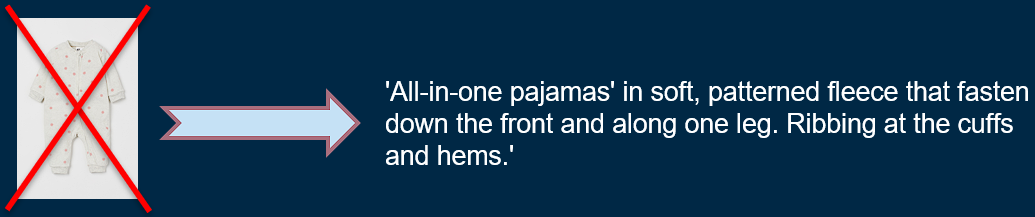 'All-in-one pajamas' in soft, patterned fleece that fasten
down the front and along one leg. Ribbing at the cuffs
and hems.'